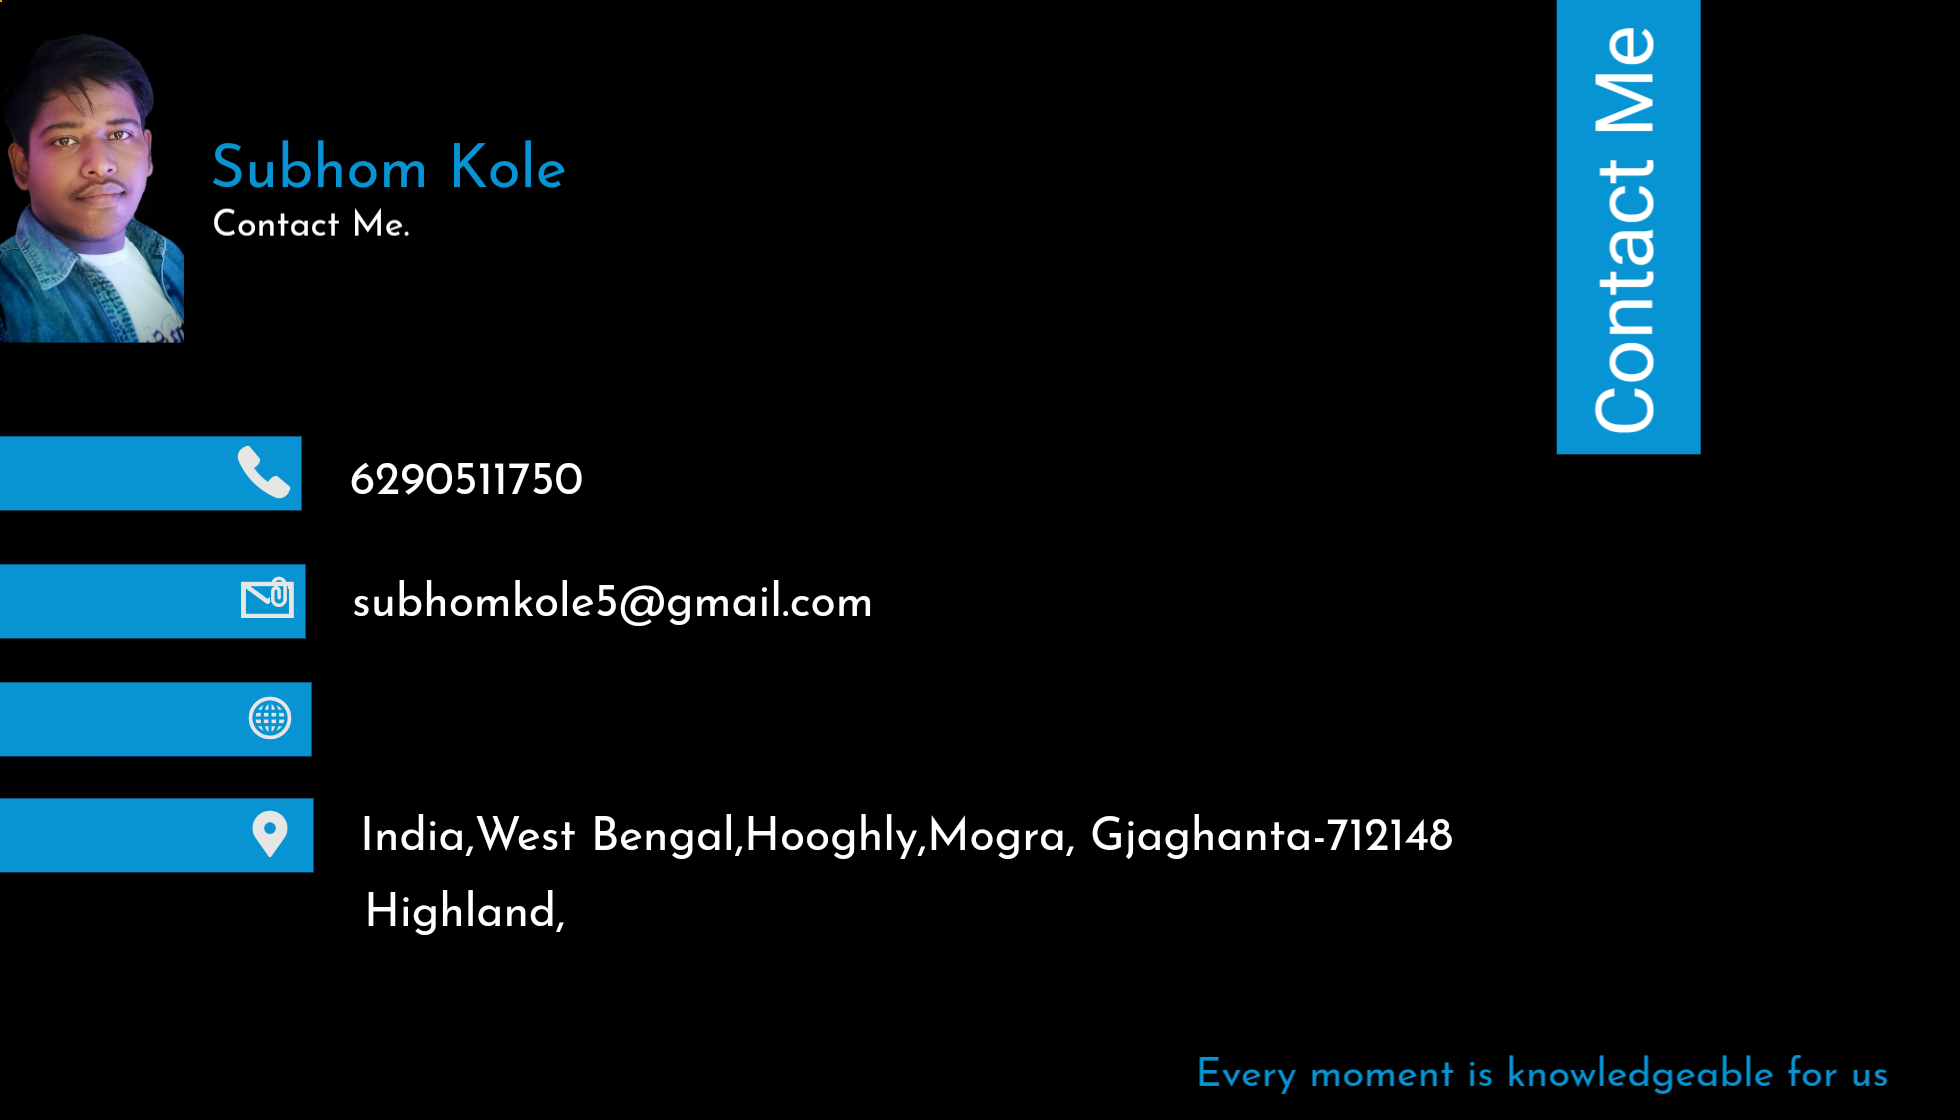 Contact Me
Subhom Kole
Contact Me.
6290511750
subhomkole5@gmail.com
India,West Bengal,Hooghly,Mogra, Gjaghanta-712148
Highland,
Every moment is knowledgeable for us